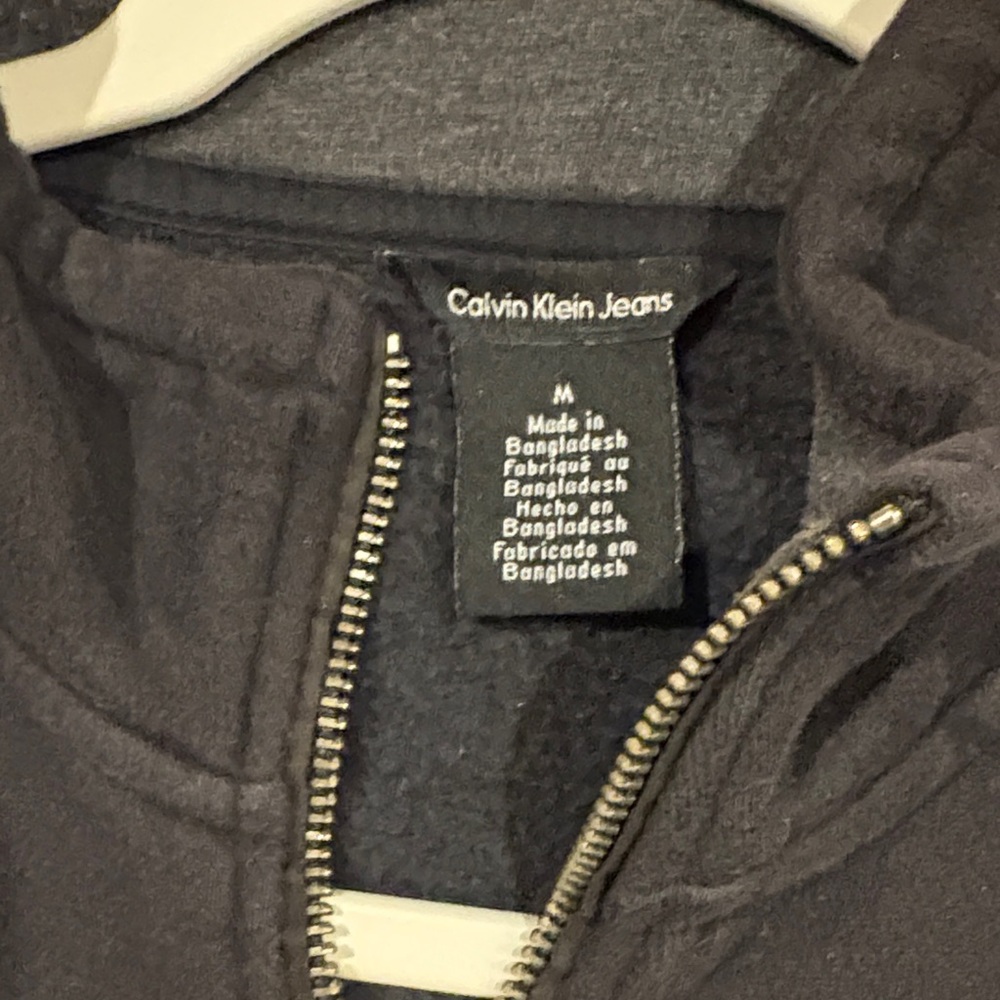 Calvin Klein Jeans
M
Made in
Bangladesh
Fabriqué au
Bangladesh
Hecho en
Bangladesh
Fabricado em
Bangladesh